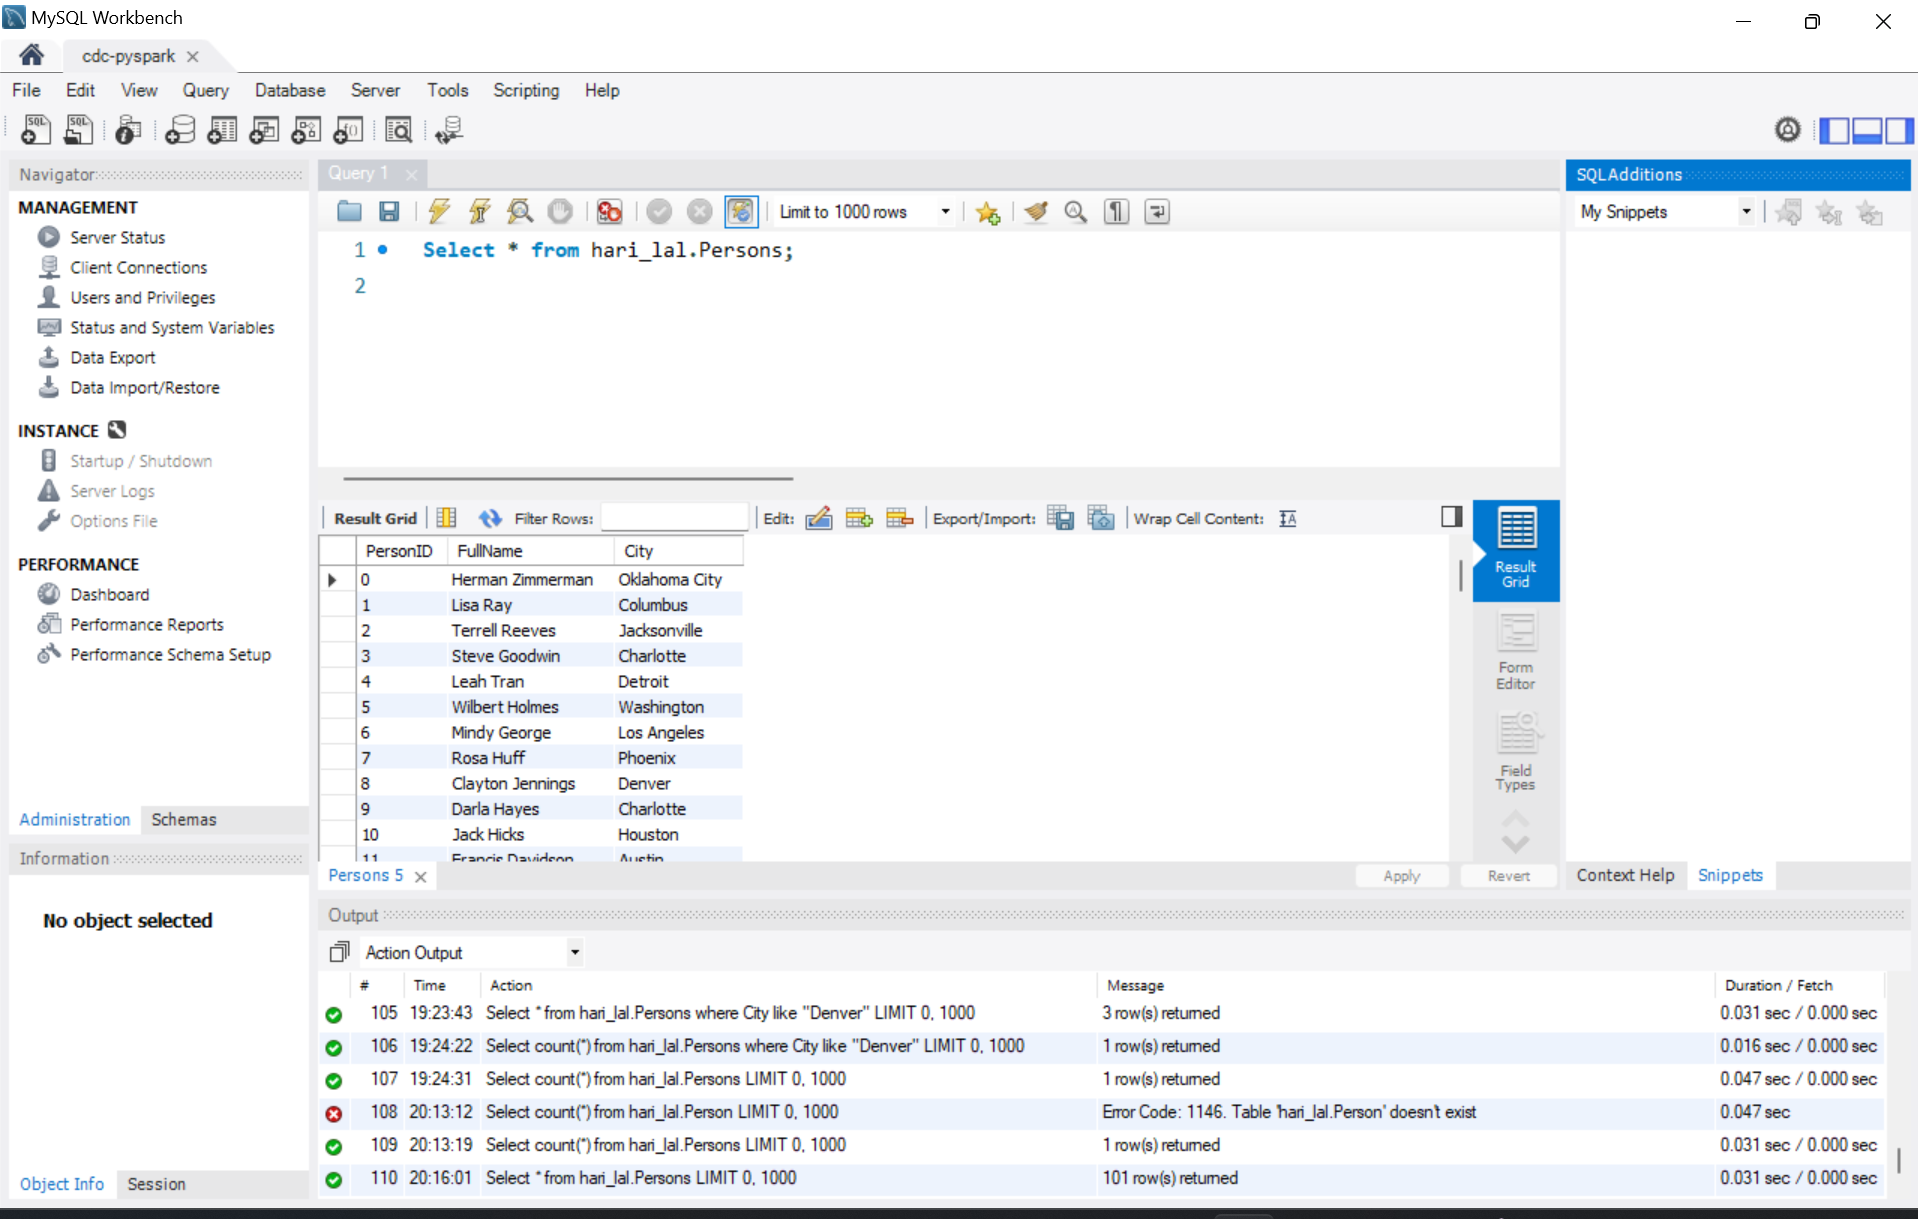 MySQL Workbench
cdc-pyspark
File Edit View Query Database Server Tools Scripting Help
Navigator
MANAGEMENT
Server Status
Client Connections
Users and Privileges
Status and System Variables
Data Export
Data Import/Restore
INSTANCE
Startup / Shutdown
Server Logs
Options File
PERFORMANCE
Dashboard
Performance Reports
Performance Schema Setup
Administration Schemas
Information
No object selected
Object Info Session
Query 1
Limit to 1000 rows
1 Select * from hari_lal.Persons;
2
Result Grid Filter Rows: Edit: Export/Import: Wrap Cell Content:
PersonID FullName City
0 Herman Zimmerman Oklahoma City
1 Lisa Ray Columbus
2 Terrell Reeves Jacksonville
3 Steve Goodwin Charlotte
4 Leah Tran Detroit
5 Wilbert Holmes Washington
6 Mindy George Los Angeles
7 Rosa Huff Phoenix
8 Clayton Jennings Denver
9 Darla Hayes Charlotte
10 Jack Hicks Houston
11 Francis Davidson Austin
Result
Grid
Form
Editor
Field
Types
Persons 5
Apply Revert
SQLAdditions
My Snippets
Context Help Snippets
Output
Action Output
# Time Action Message Duration / Fetch
105 19:23:43 Select * from hari_lal.Persons where City like "Denver" LIMIT 0, 1000 3 row(s) returned 0.031 sec / 0.000 sec
106 19:24:22 Select count(*) from hari_lal.Persons where City like "Denver" LIMIT 0, 1000 1 row(s) returned 0.016 sec / 0.000 sec
107 19:24:31 Select count(*) from hari_lal.Persons LIMIT 0, 1000 1 row(s) returned 0.047 sec / 0.000 sec
108 20:13:12 Select count(*) from hari_lal.Person LIMIT 0, 1000 Error Code: 1146. Table 'hari_lal.Person' doesn't exist 0.047 sec
109 20:13:19 Select count(*) from hari_lal.Persons LIMIT 0, 1000 1 row(s) returned 0.031 sec / 0.000 sec
110 20:16:01 Select * from hari_lal.Persons LIMIT 0, 1000 101 row(s) returned 0.031 sec / 0.000 sec